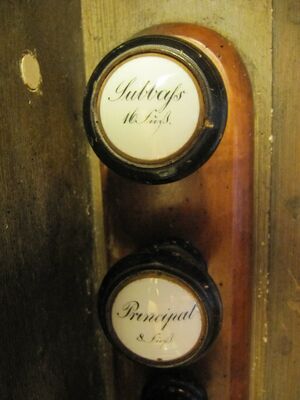 Subbaſs
16 Fuß.
Principal
8. Fuß